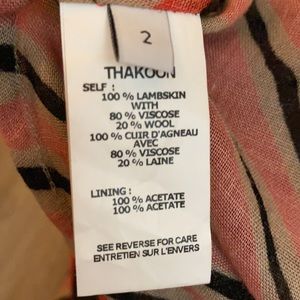 2
THAKOON
SELF :
100 % LAMBSKIN
WITH
80 % VISCOSE
20 % WOOL
100 % CUIR D'AGNEAU
AVEC
80 % VISCOSE
20 % LAINE
LINING :
100 % ACETATE
100 % ACETATE
SEE REVERSE FOR CARE
ENTRETIEN SUR L'ENVERS